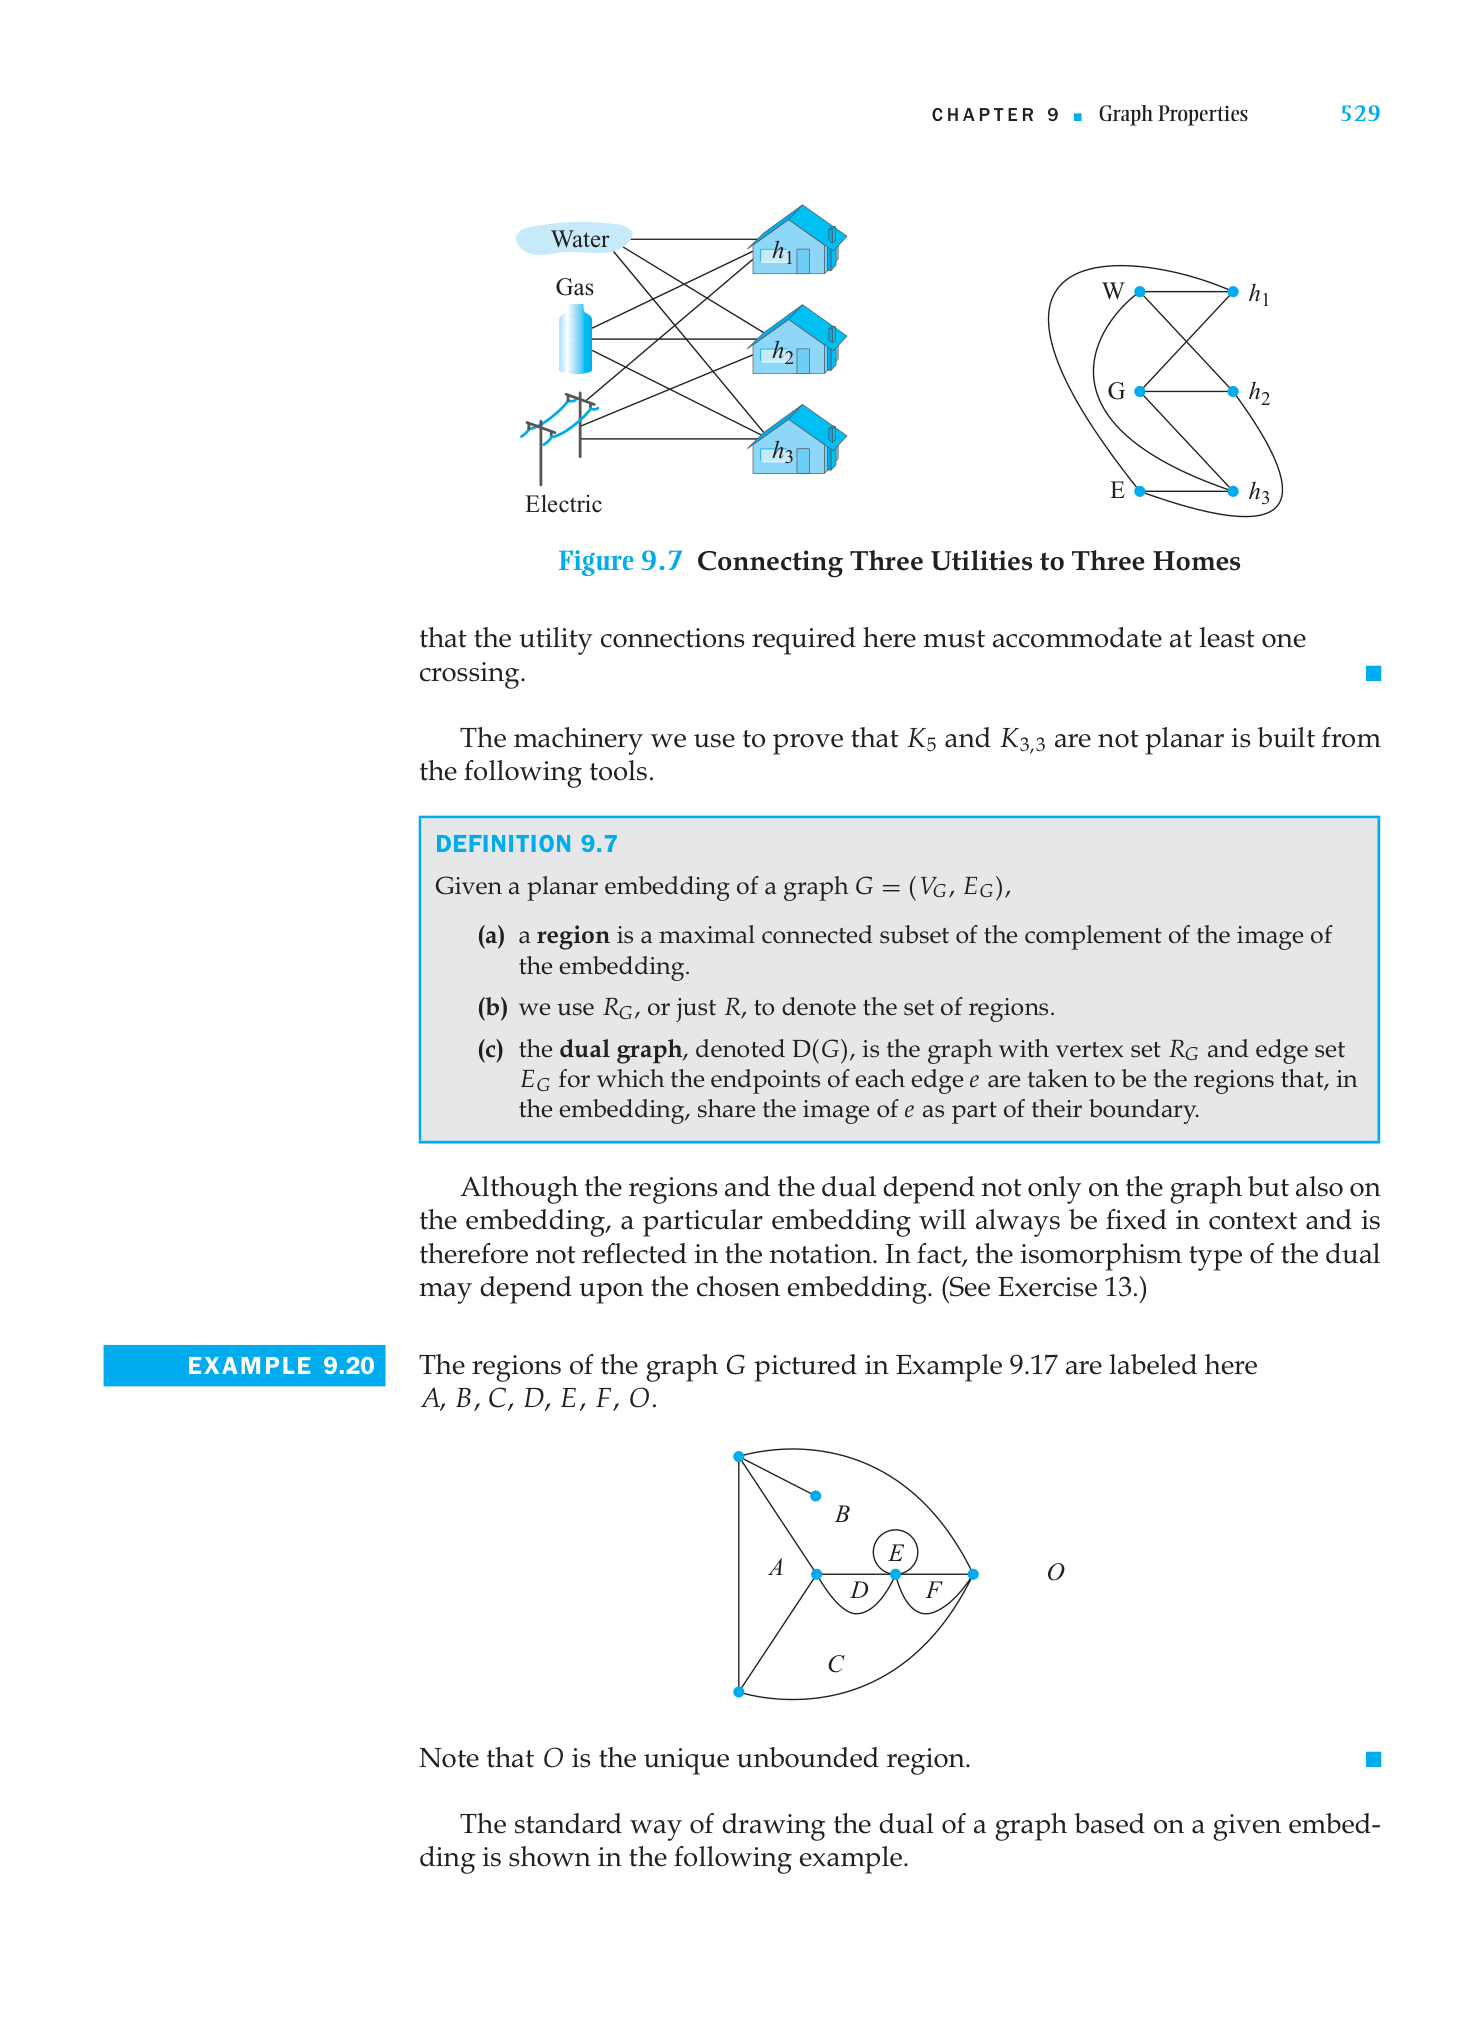 CHAPTER 9 ■ Graph Properties 529
Water
Gas
Electric
h1
h2
h3
W
G
E
h1
h2
h3
Figure 9.7 Connecting Three Utilities to Three Homes
that the utility connections required here must accommodate at least one
crossing. ■
The machinery we use to prove that K5 and K3,3 are not planar is built from
the following tools.
DEFINITION 9.7
Given a planar embedding of a graph G = (VG, EG),
(a) a region is a maximal connected subset of the complement of the image of
the embedding.
(b) we use RG, or just R, to denote the set of regions.
(c) the dual graph, denoted D(G), is the graph with vertex set RG and edge set
EG for which the endpoints of each edge e are taken to be the regions that, in
the embedding, share the image of e as part of their boundary.
Although the regions and the dual depend not only on the graph but also on
the embedding, a particular embedding will always be fixed in context and is
therefore not reflected in the notation. In fact, the isomorphism type of the dual
may depend upon the chosen embedding. (See Exercise 13.)
EXAMPLE 9.20 The regions of the graph G pictured in Example 9.17 are labeled here
A, B, C, D, E, F, O.
B
E
A
O
D
F
C
Note that O is the unique unbounded region. ■
The standard way of drawing the dual of a graph based on a given embed-
ding is shown in the following example.